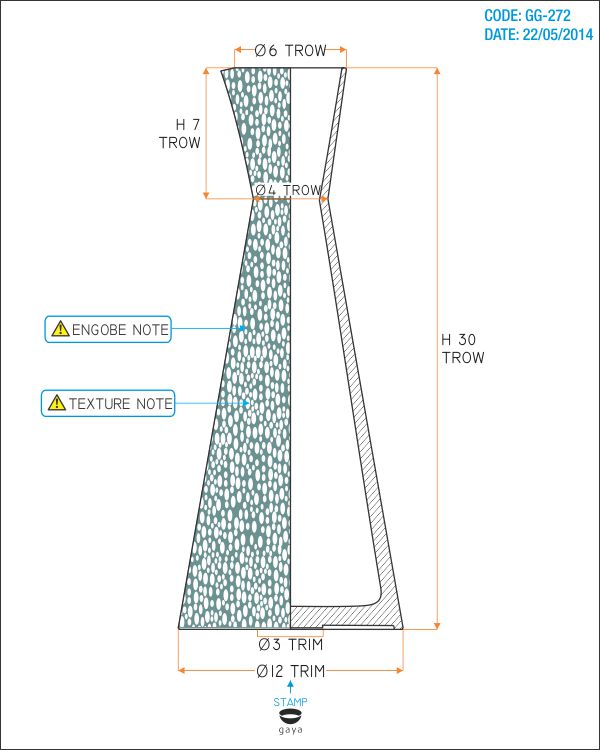 CODE: GG-272
DATE: 22/05/2014
Ø6 TROW
H 7
TROW
Ø4 TROW
ENGOBE NOTE
H 30
TROW
TEXTURE NOTE
Ø3 TRIM
Ø12 TRIM
STAMP
gaya